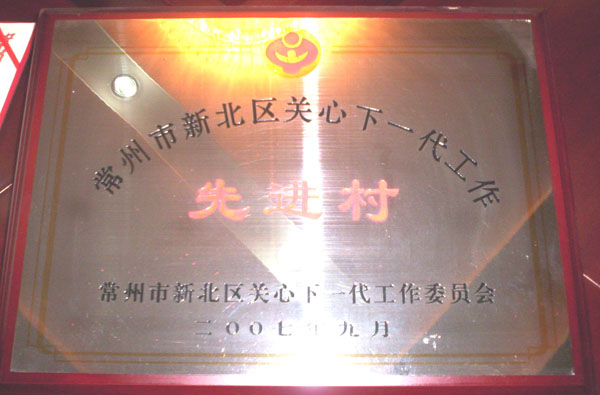 常州市新北区关心下一代工作
先进村
常州市新北区关心下一代工作委员会
二〇〇七年九月